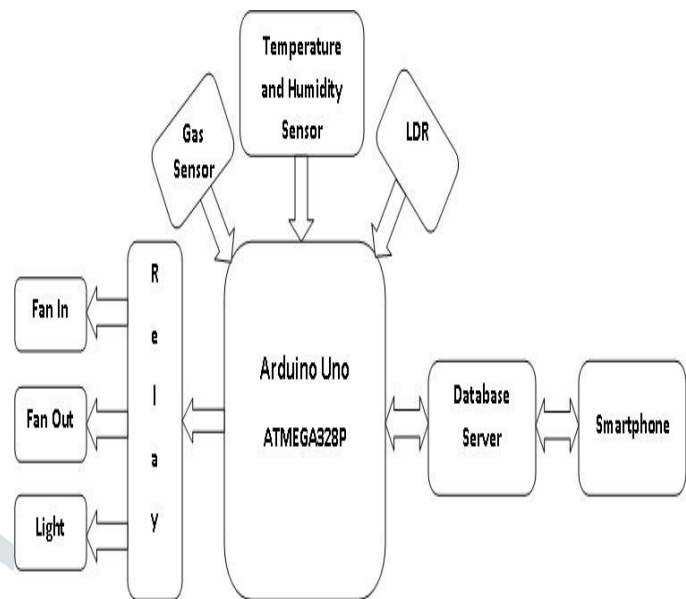 Temperature
and Humidity
Sensor
Gas
Sensor
LDR
R
e
l
a
y
Fan In
Fan Out
Light
Arduino Uno
ATMEGA328P
Database
Server
Smartphone